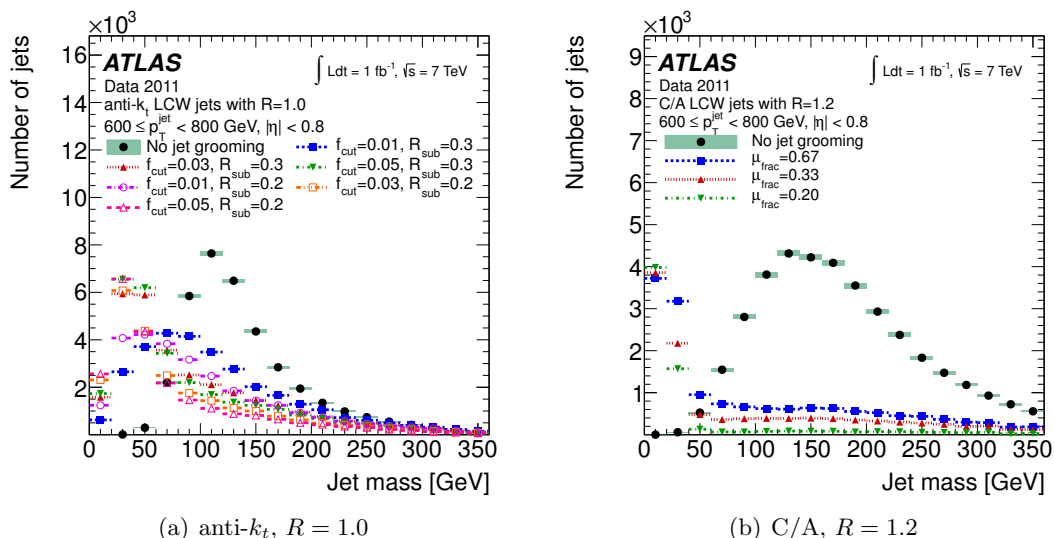 ×10³
Number of jets
16
14
12
10
8
6
4
2
ATLAS
∫ Ldt = 1 fb⁻¹, √s = 7 TeV
Data 2011
anti-kₜ LCW jets with R=1.0
600 ≤ p_T^jet < 800 GeV, |η| < 0.8
No jet grooming
f_cut=0.01, R_sub=0.3
f_cut=0.03, R_sub=0.3
f_cut=0.05, R_sub=0.3
f_cut=0.01, R_sub=0.2
f_cut=0.03, R_sub=0.2
f_cut=0.05, R_sub=0.2
0 50 100 150 200 250 300 350
Jet mass [GeV]
(a) anti-kₜ, R = 1.0
×10³
Number of jets
9
8
7
6
5
4
3
2
1
0
ATLAS
∫ Ldt = 1 fb⁻¹, √s = 7 TeV
Data 2011
C/A LCW jets with R=1.2
600 ≤ p_T^jet < 800 GeV, |η| < 0.8
No jet grooming
μ_frac=0.67
μ_frac=0.33
μ_frac=0.20
0 50 100 150 200 250 300 350
Jet mass [GeV]
(b) C/A, R = 1.2